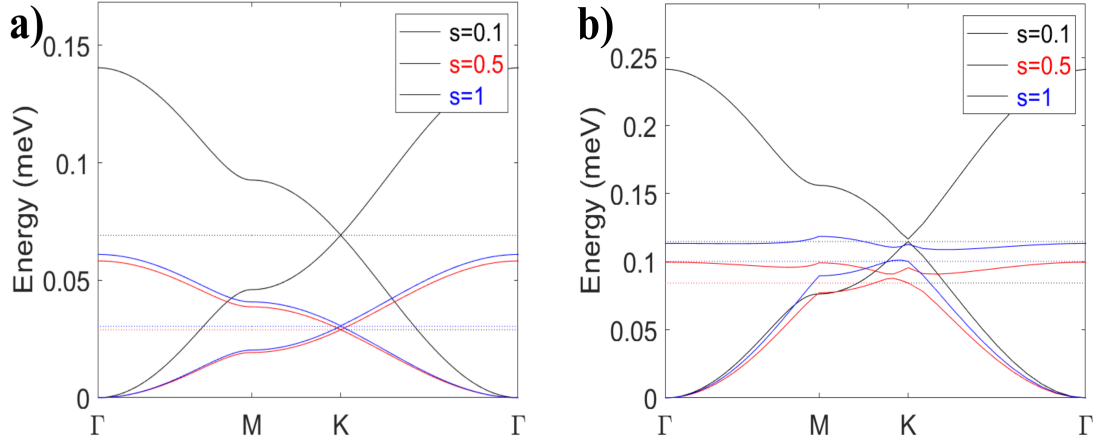 a)
s=0.1
s=0.5
s=1
Energy (meV)
0.15
0.1
0.05
0
Γ
M
K
Γ
b)
s=0.1
s=0.5
s=1
Energy (meV)
0.25
0.2
0.15
0.1
0.05
0
Γ
M
K
Γ